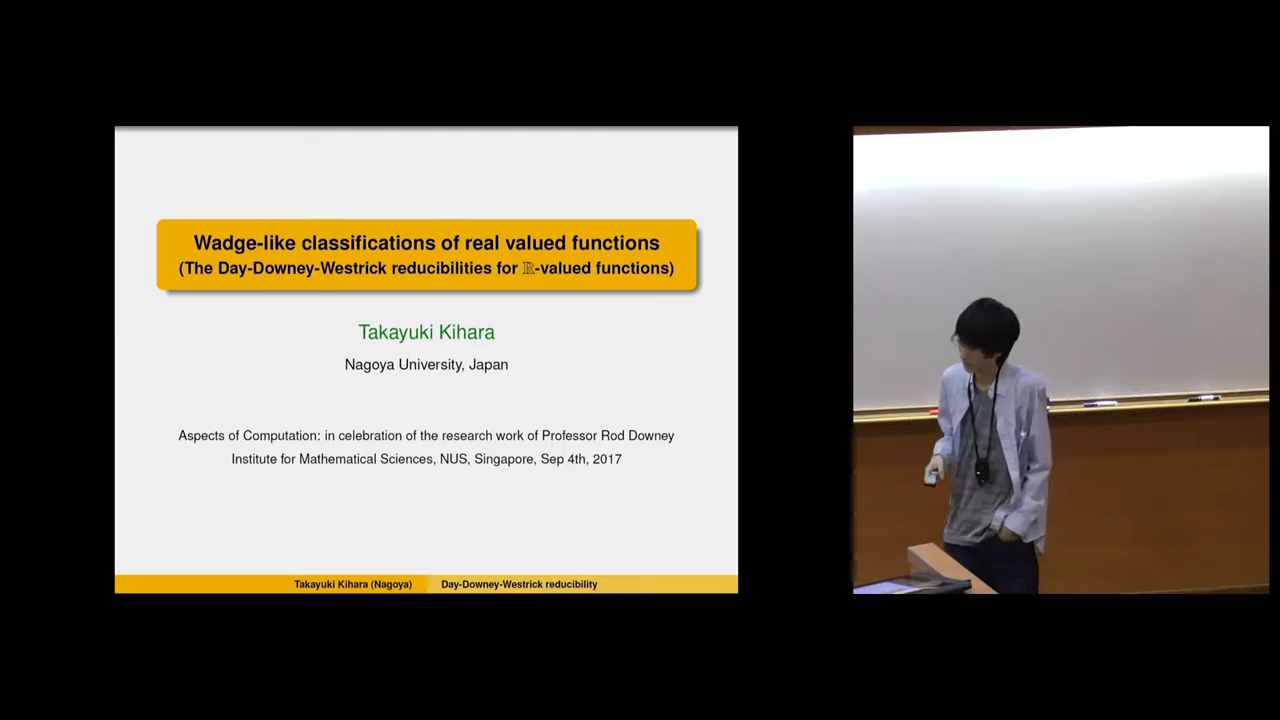 Wadge-like classifications of real valued functions
(The Day-Downey-Westrick reducibilities for ℝ-valued functions)
Takayuki Kihara
Nagoya University, Japan
Aspects of Computation: in celebration of the research work of Professor Rod Downey
Institute for Mathematical Sciences, NUS, Singapore, Sep 4th, 2017
Takayuki Kihara (Nagoya) Day-Downey-Westrick reducibility